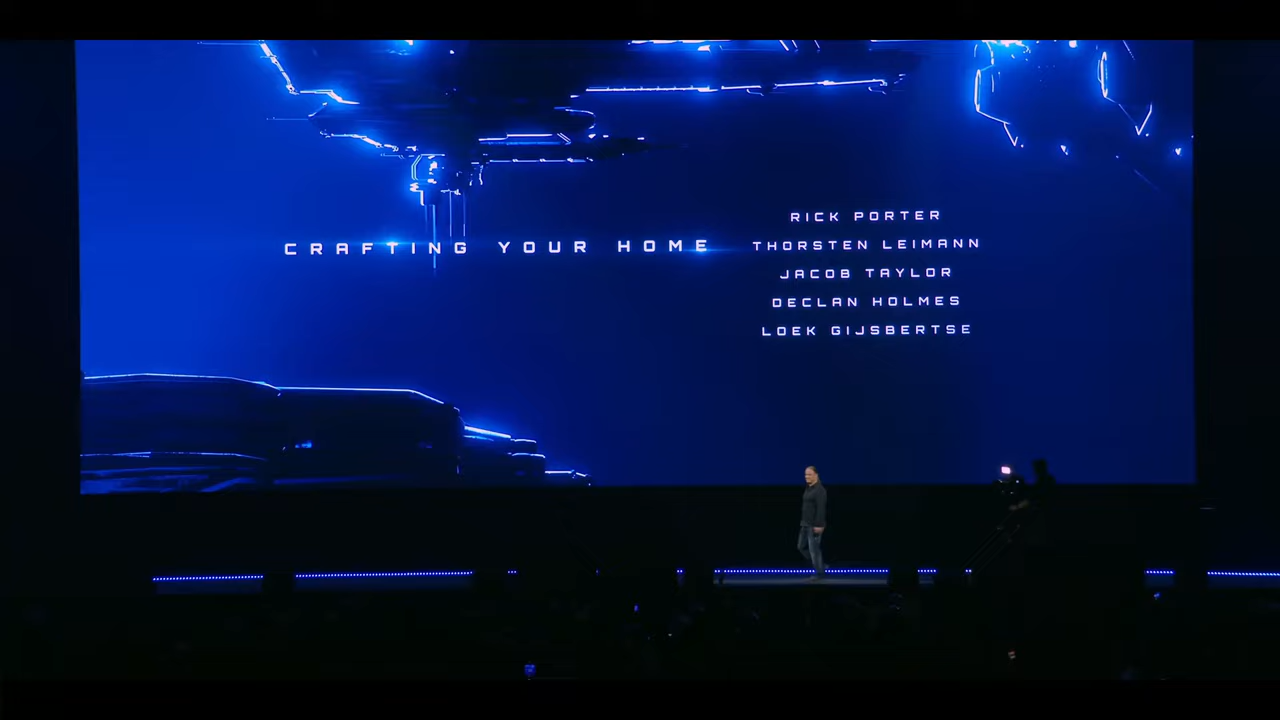 CRAFTING YOUR HOME
RICK PORTER
THORSTEN LEIMANN
JACOB TAYLOR
DECLAN HOLMES
LOEK GIJSBERTSE